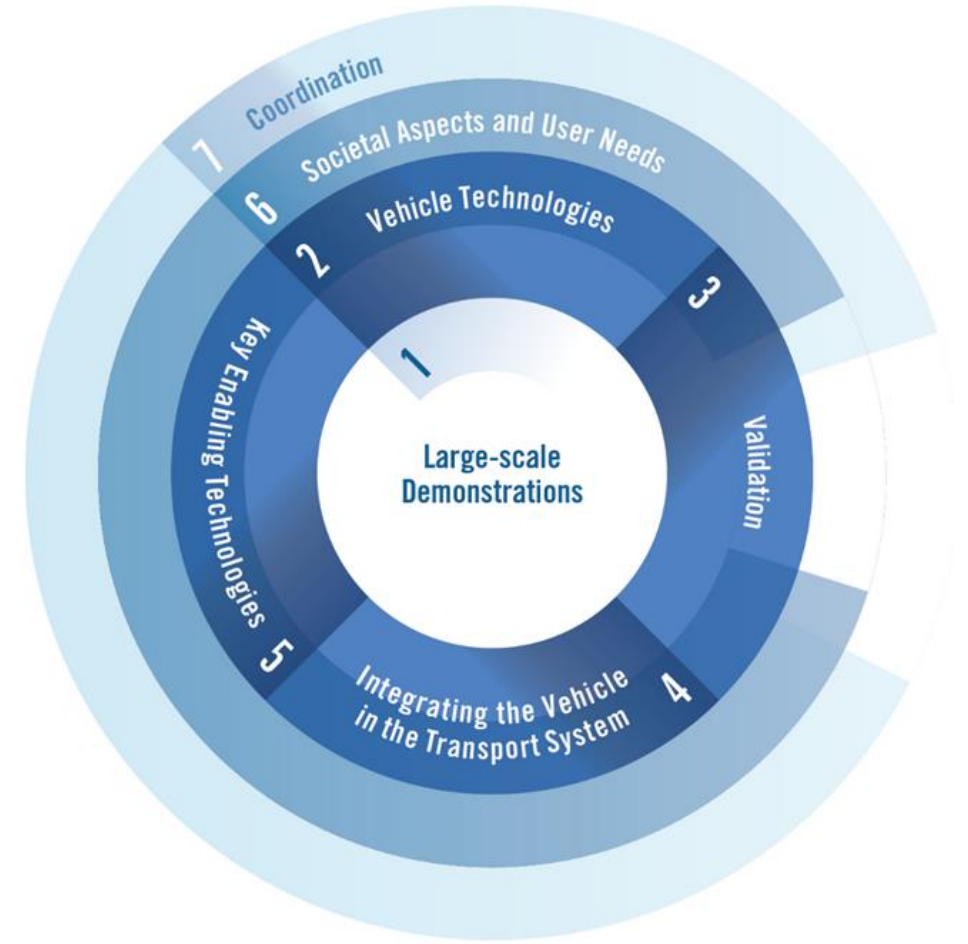 7 Coordination
6 Societal Aspects and User Needs
2 Vehicle Technologies
3
1
Key Enabling Technologies
Validation
Large-scale
Demonstrations
5
Integrating the Vehicle
in the Transport System
4